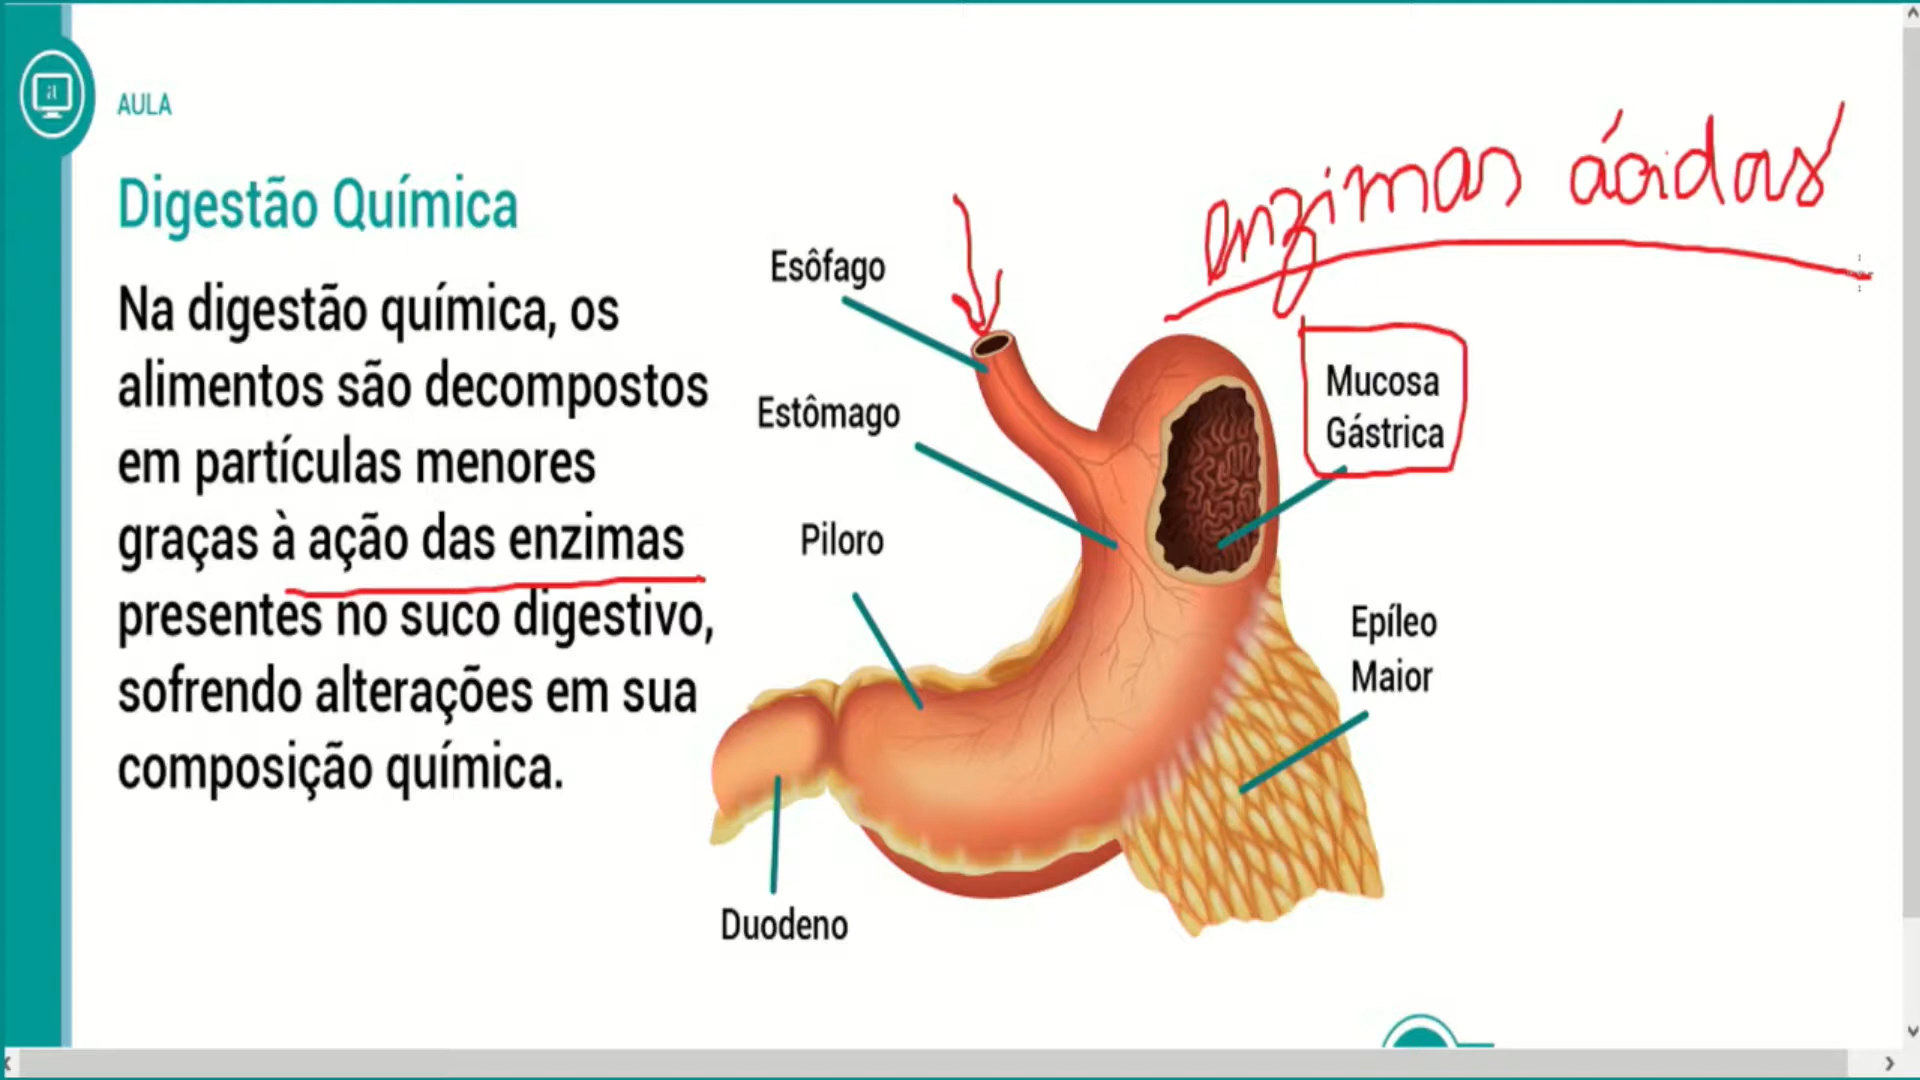 AULA
Digestão Química
Na digestão química, os
alimentos são decompostos
em partículas menores
graças à ação das enzimas
presentes no suco digestivo,
sofrendo alterações em sua
composição química.
enzimas ácidas
Esôfago
Estômago
Piloro
Duodeno
Mucosa
Gástrica
Epíleo
Maior